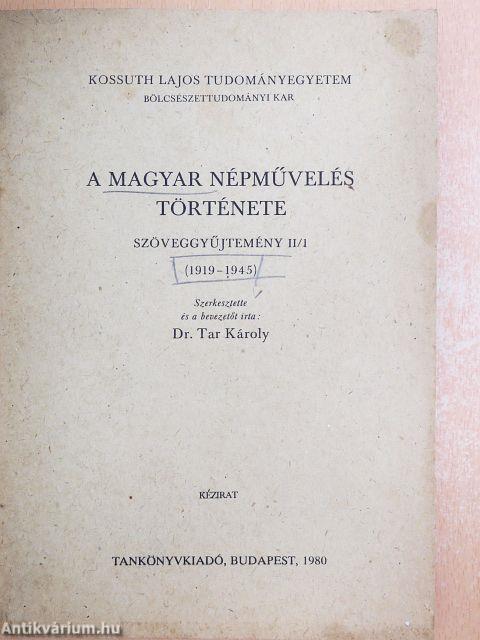 KOSSUTH LAJOS TUDOMÁNYEGYETEM
BÖLCSÉSZETTUDOMÁNYI KAR
A MAGYAR NÉPMŰVELÉS
TÖRTÉNETE
SZÖVEGGYŰJTEMÉNY II/1
(1919–1945)
Szerkesztette
és a bevezetőt írta:
Dr. Tar Károly
KÉZIRAT
TANKÖNYVKIADÓ, BUDAPEST, 1980
Antikvárium.hu